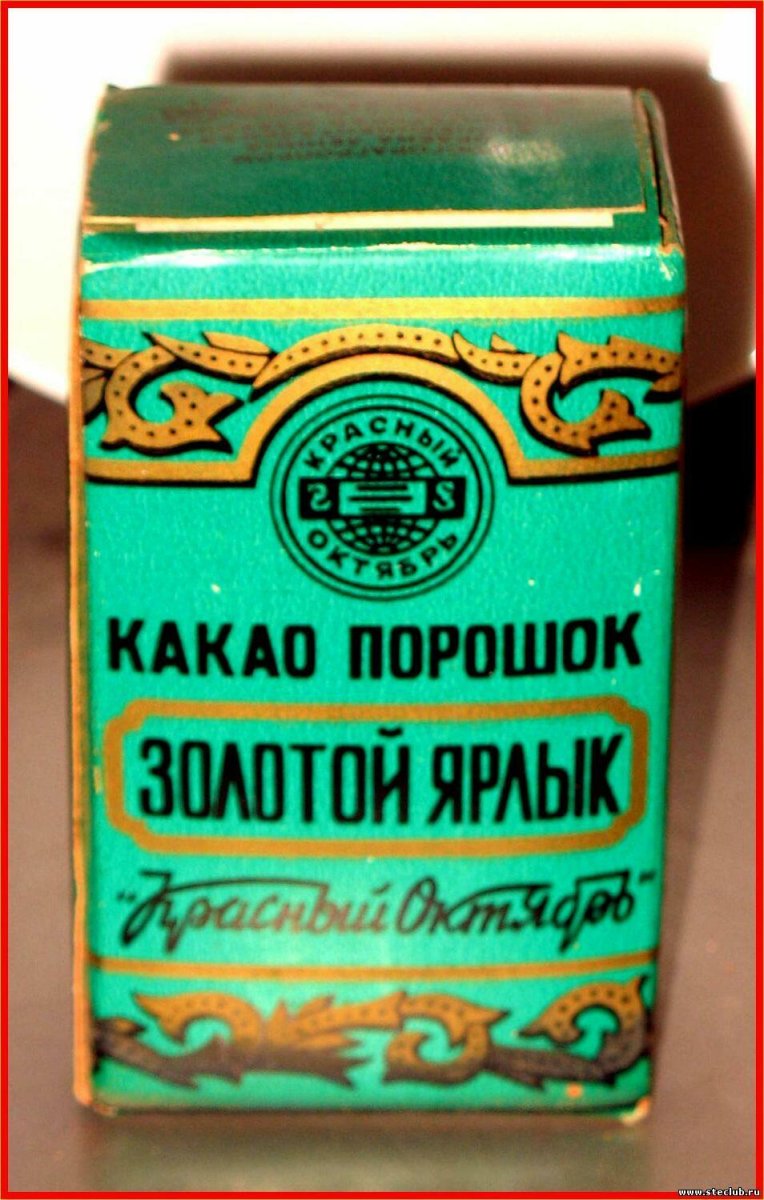 КРАСНЫЙ
ОКТЯБРЬ
КАКАО ПОРОШОК
ЗОЛОТОЙ ЯРЛЫК
"Красный Октябрь"
www.steclub.ru